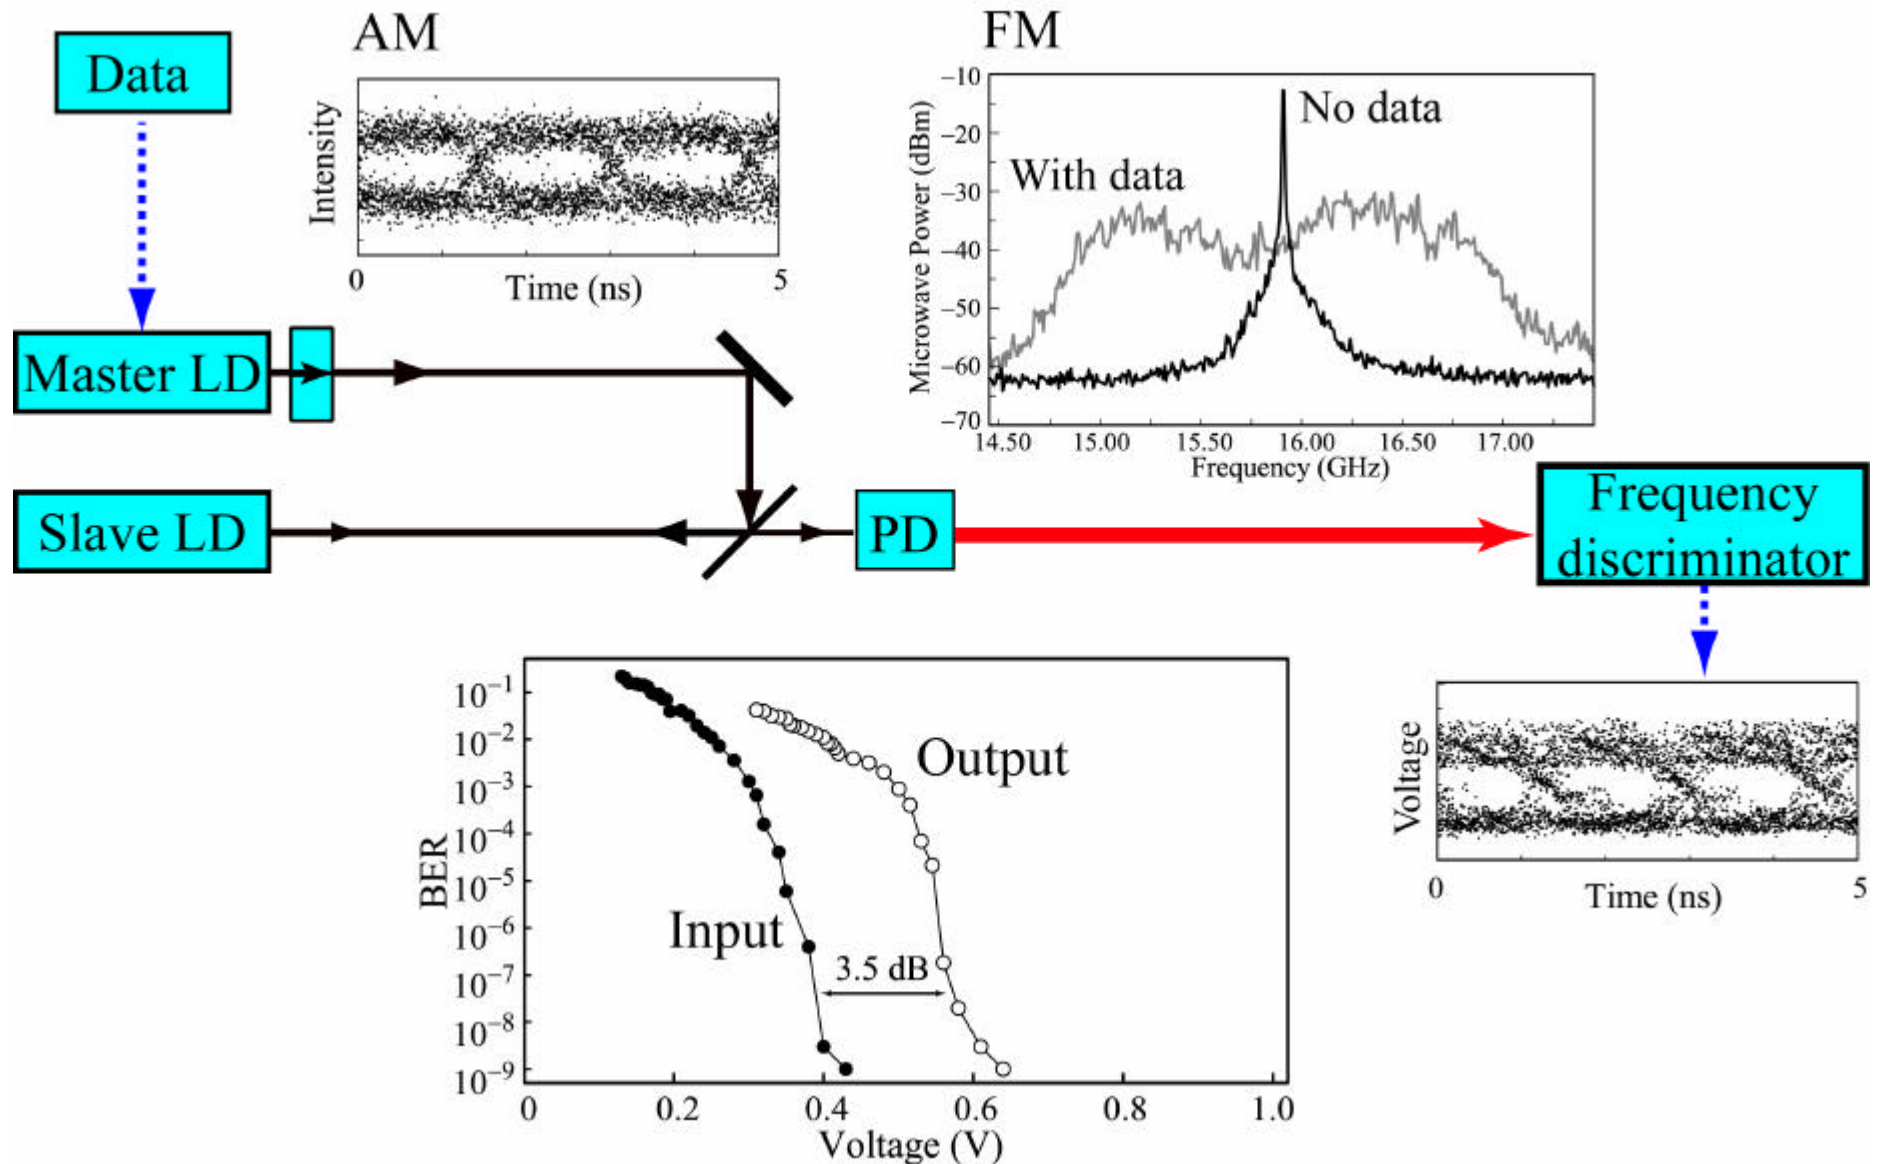 Data
AM
Intensity
0
5
Time (ns)
FM
Microwave Power (dBm)
−10
−20
−30
−40
−50
−60
−70
No data
With data
14.50 15.00 15.50 16.00 16.50 17.00
Frequency (GHz)
Master LD
Slave LD
PD
Frequency
discriminator
BER
10−1
10−2
10−3
10−4
10−5
10−6
10−7
10−8
10−9
Output
Input
3.5 dB
0 0.2 0.4 0.6 0.8 1.0
Voltage (V)
Voltage
0
5
Time (ns)